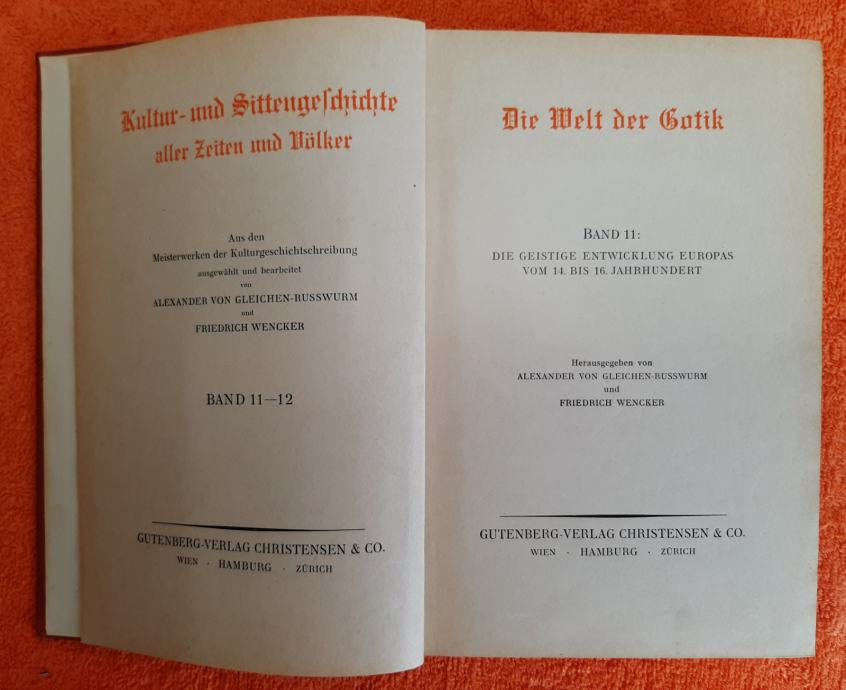 Kultur- und Sittengeschichte
aller Zeiten und Völker
Aus den
Meisterwerken der Kulturgeschichtschreibung
ausgewählt und bearbeitet
von
ALEXANDER VON GLEICHEN-RUSSWURM
und
FRIEDRICH WENCKER
BAND 11—12
GUTENBERG-VERLAG CHRISTENSEN & CO.
WIEN · HAMBURG · ZÜRICH
Die Welt der Gotik
BAND 11:
DIE GEISTIGE ENTWICKLUNG EUROPAS
VOM 14. BIS 16. JAHRHUNDERT
Herausgegeben von
ALEXANDER VON GLEICHEN-RUSSWURM
und
FRIEDRICH WENCKER
GUTENBERG-VERLAG CHRISTENSEN & CO.
WIEN · HAMBURG · ZÜRICH